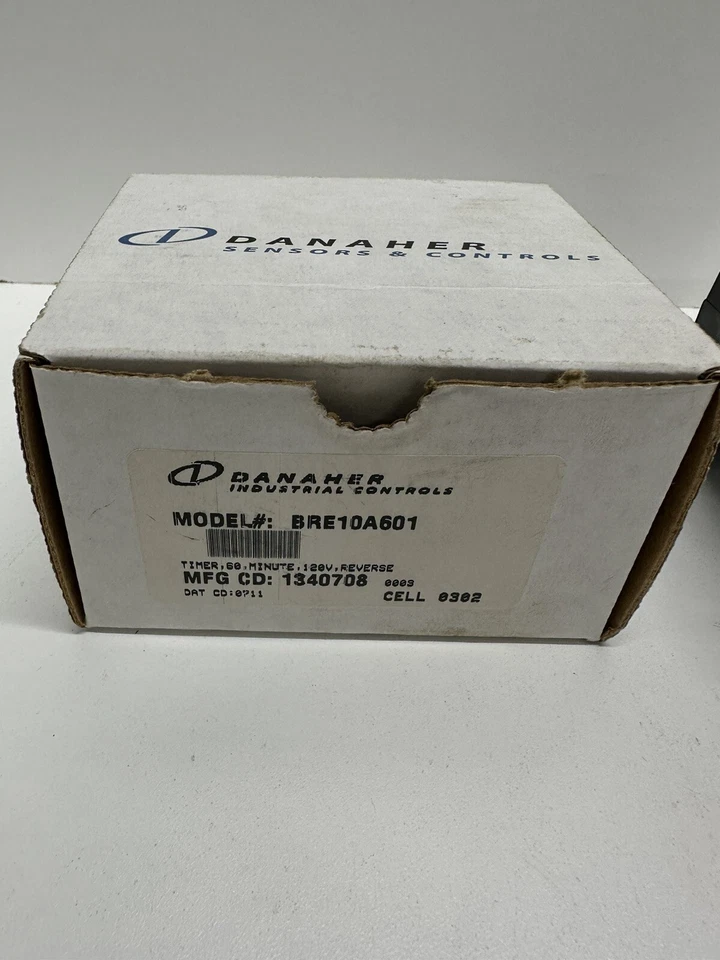 DANAHER
SENSORS & CONTROLS
DANAHER
INDUSTRIAL CONTROLS
MODEL#: BRE10A601
TIMER,60,MINUTE,120V,REVERSE
MFG CD: 1340708 0003
DAT CD:0711 CELL 0302